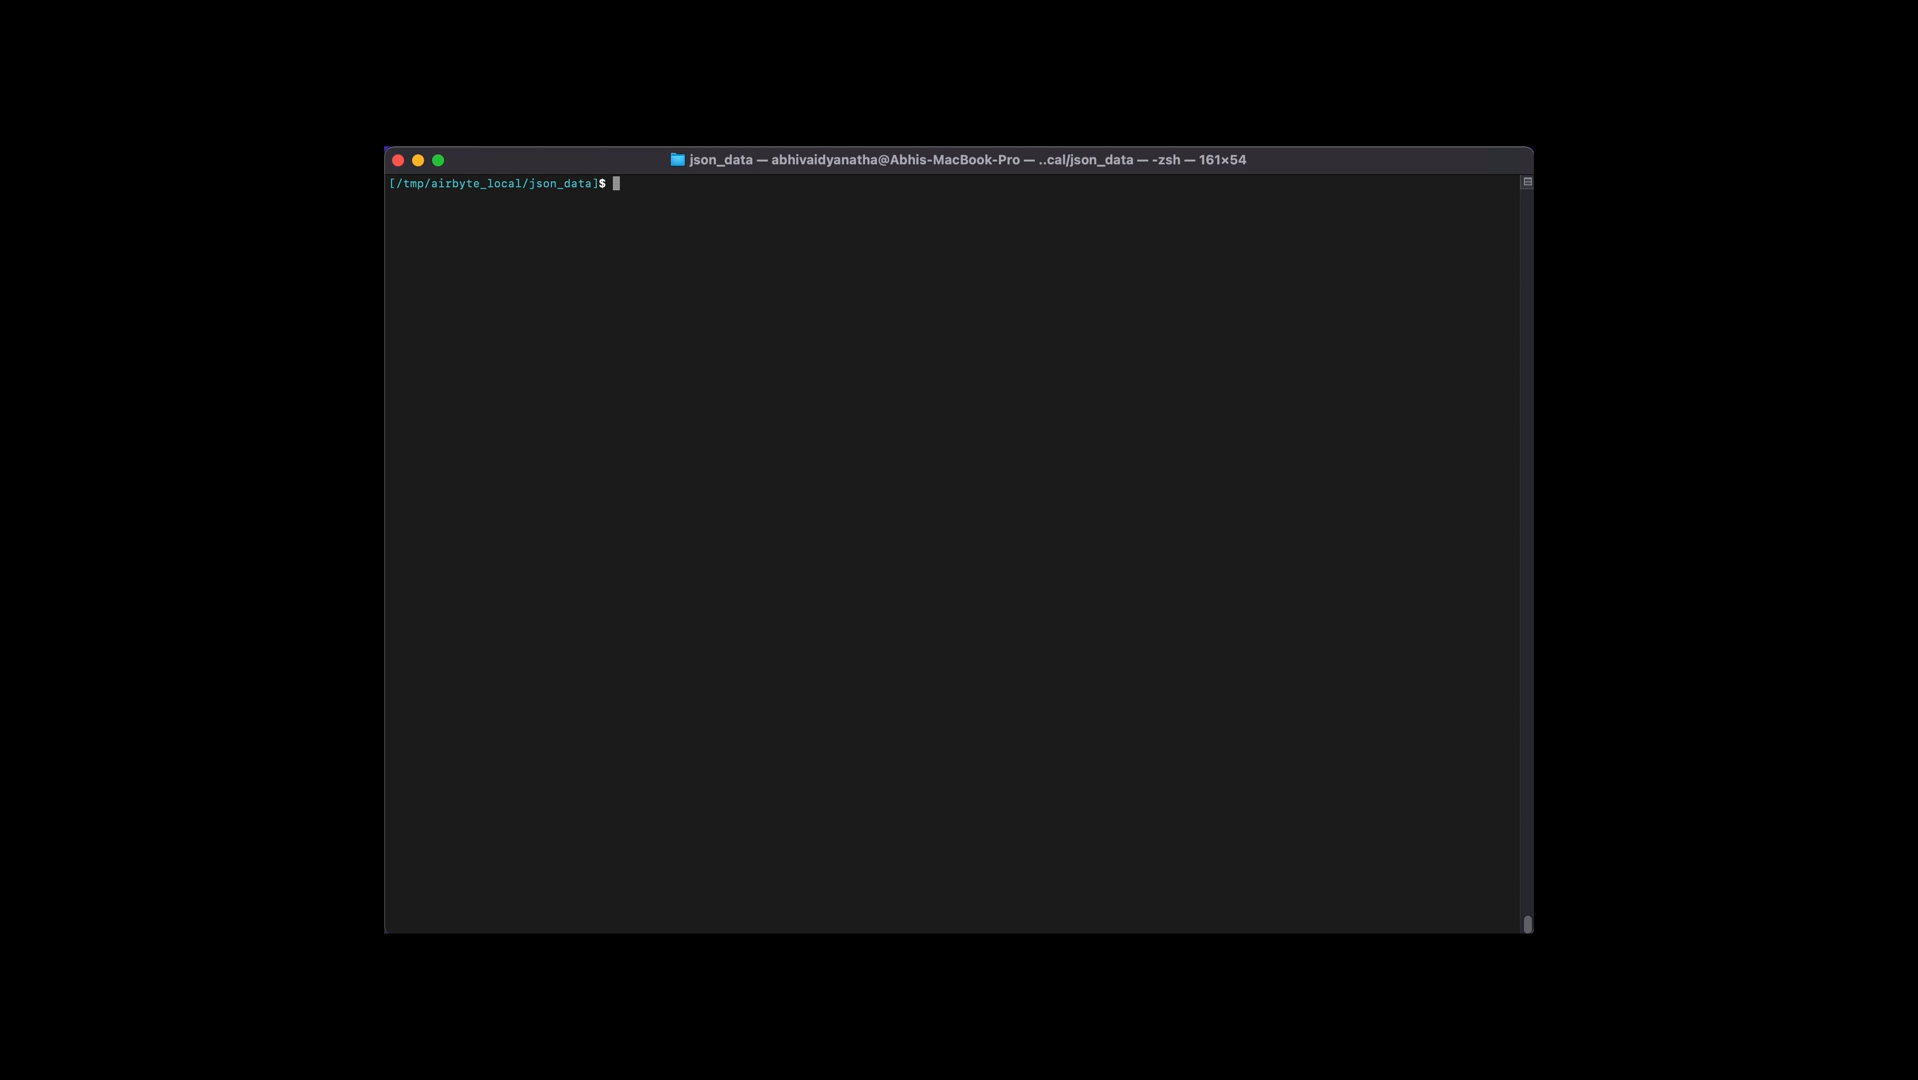 json_data — abhivaidyanatha@Abhis-MacBook-Pro — ..cal/json_data — -zsh — 161×54
[/tmp/airbyte_local/json_data]$